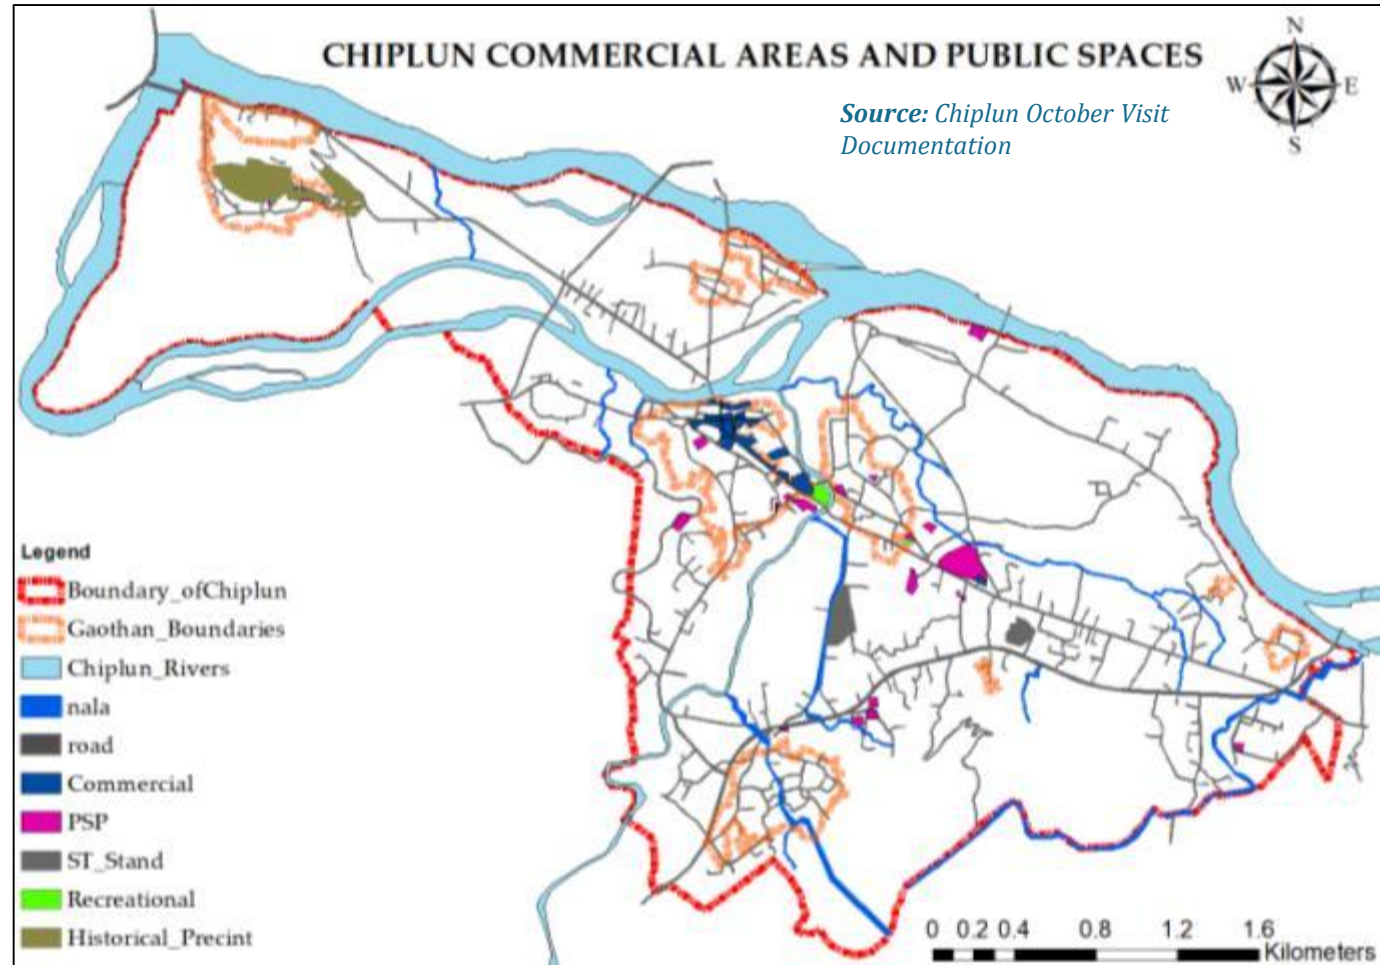 CHIPLUN COMMERCIAL AREAS AND PUBLIC SPACES
N
W
E
S
Source: Chiplun October Visit
Documentation
Legend
Boundary_ofChiplun
Gaothan_Boundaries
Chiplun_Rivers
nala
road
Commercial
PSP
ST_Stand
Recreational
Historical_Precint
0 0.2 0.4 0.8 1.2 1.6
Kilometers